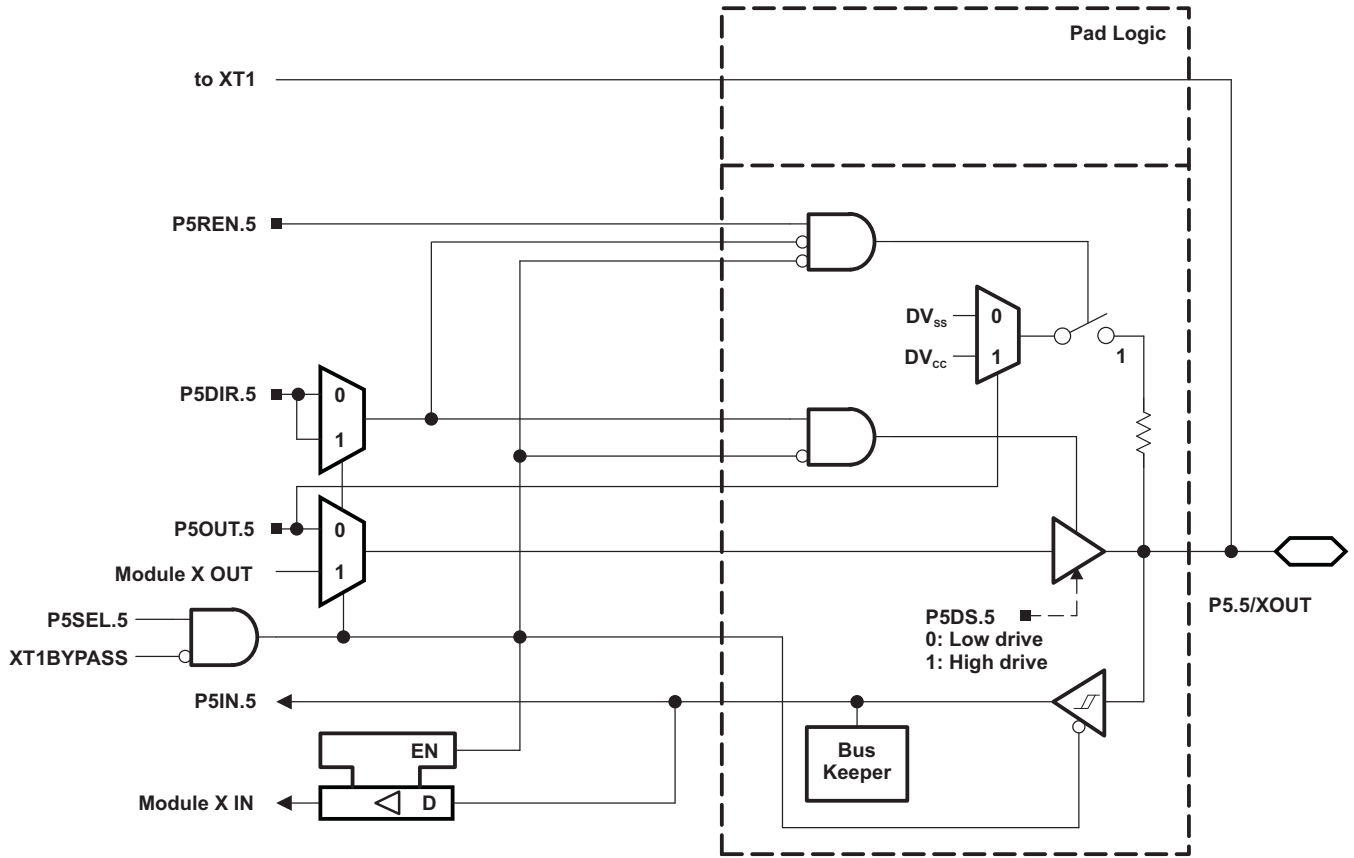 Pad Logic
to XT1
P5REN.5
DVss
0
DVcc
1
1
P5DIR.5
0
1
P5OUT.5
0
Module X OUT
1
P5SEL.5
XT1BYPASS
P5DS.5
0: Low drive
1: High drive
P5.5/XOUT
P5IN.5
Bus
Keeper
EN
Module X IN
D